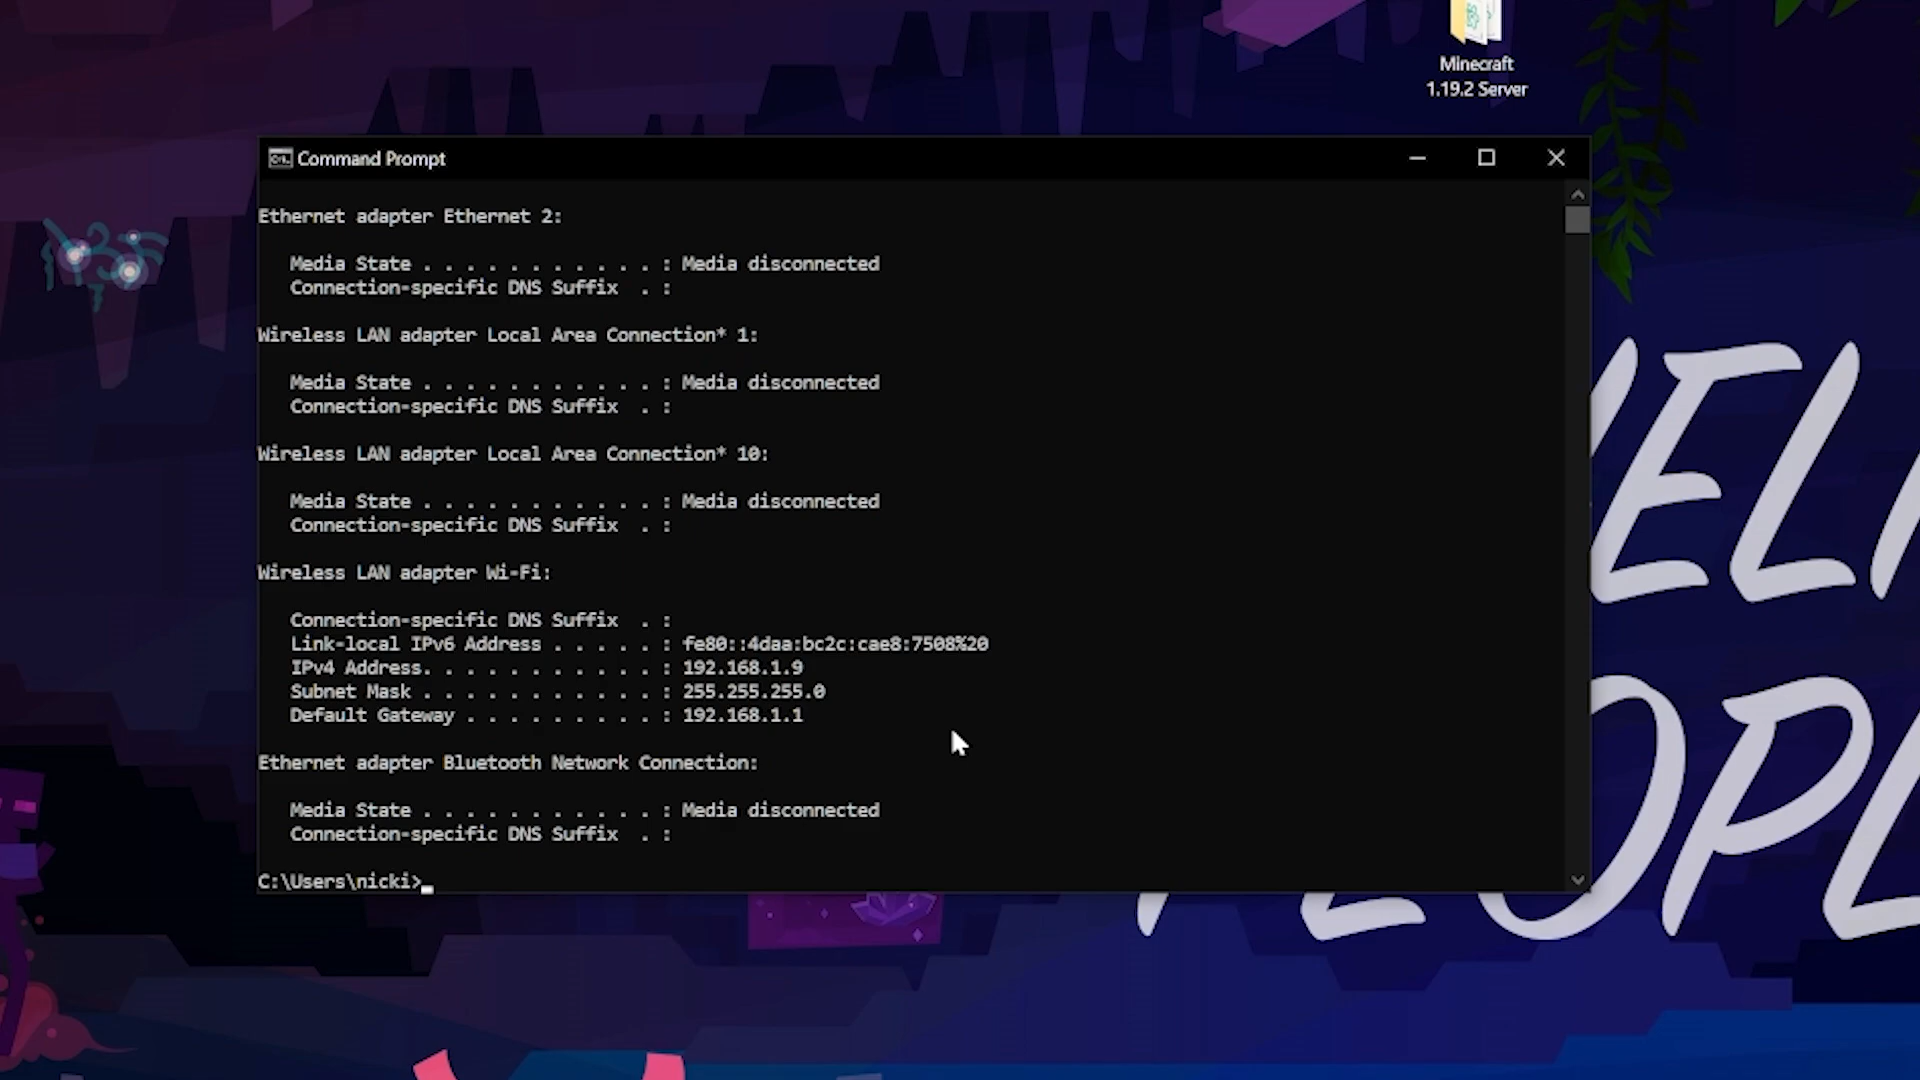 Minecraft
1.19.2 Server
Command Prompt
Ethernet adapter Ethernet 2:
Media State . . . . . . . . . . . : Media disconnected
Connection-specific DNS Suffix  . :
Wireless LAN adapter Local Area Connection* 1:
Media State . . . . . . . . . . . : Media disconnected
Connection-specific DNS Suffix  . :
Wireless LAN adapter Local Area Connection* 10:
Media State . . . . . . . . . . . : Media disconnected
Connection-specific DNS Suffix  . :
Wireless LAN adapter Wi-Fi:
Connection-specific DNS Suffix  . :
Link-local IPv6 Address . . . . . : fe80::4daa:bc2c:cae8:7508%20
IPv4 Address. . . . . . . . . . . : 192.168.1.9
Subnet Mask . . . . . . . . . . . : 255.255.255.0
Default Gateway . . . . . . . . . : 192.168.1.1
Ethernet adapter Bluetooth Network Connection:
Media State . . . . . . . . . . . : Media disconnected
Connection-specific DNS Suffix  . :
C:\Users\nicki>